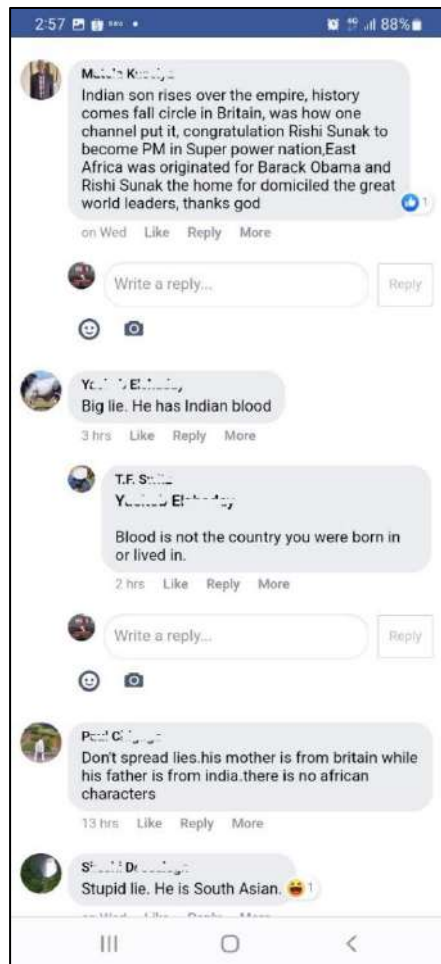 2:57
88%
Indian son rises over the empire, history
comes fall circle in Britain, was how one
channel put it, congratulation Rishi Sunak to
become PM in Super power nation,East
Africa was originated for Barack Obama and
Rishi Sunak the home for domiciled the great
world leaders, thanks god
1
on Wed Like Reply More
Write a reply...
Reply
Big lie. He has Indian blood
3 hrs Like Reply More
T.F.
Blood is not the country you were born in
or lived in.
2 hrs Like Reply More
Write a reply...
Reply
Don't spread lies.his mother is from britain while
his father is from india.there is no african
characters
13 hrs Like Reply More
Stupid lie. He is South Asian.
1
on Wed Like Reply More